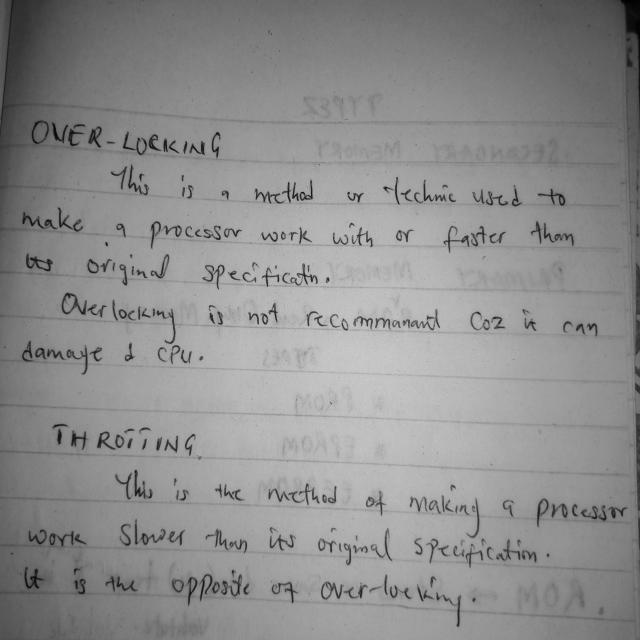 OVER-LOCKING
This is a method or technic used to
make a processor work with or faster than
its original specificatn.
Overlocking is not recommanant Coz it can
damage d CPU.
THROTTING
This is the method of making a processor
work slower than its original specification.
It is the opposite of over-locking.